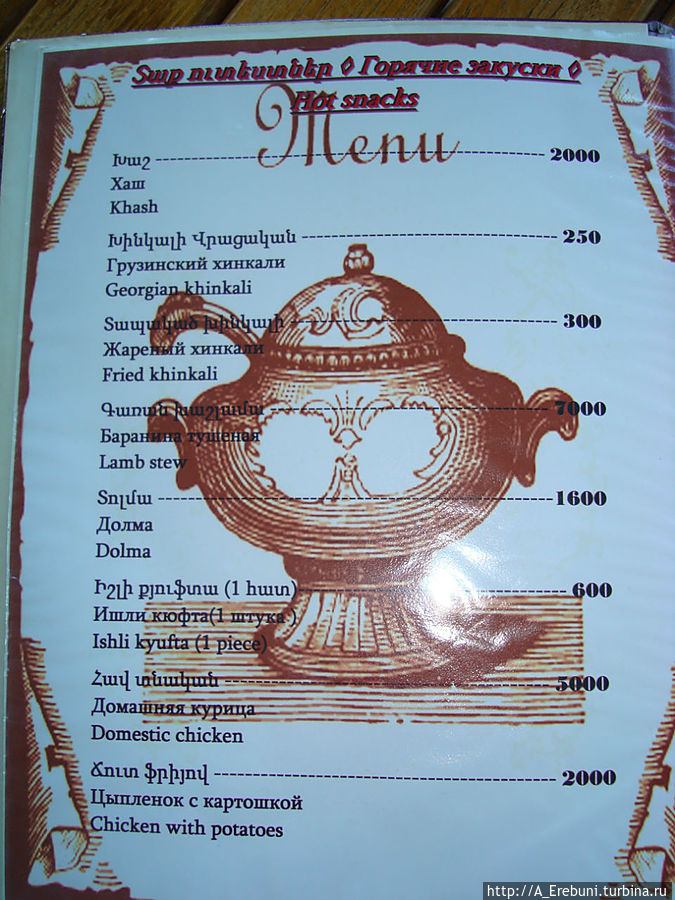 Տաք ուտեստներ ◊ Горячие закуски ◊
Hot snacks
Menu
Խաշ ---------- 2000
Хаш
Khash
Խինկալի Վրացական ---------- 250
Грузинский хинкали
Georgian khinkali
Տապակած խինկալի ---------- 300
Жареный хинкали
Fried khinkali
Գառան խաշլամա ---------- 7000
Баранина тушеная
Lamb stew
Տոլմա ---------- 1600
Долма
Dolma
Իշլի քյուֆտա (1 հատ) ---------- 600
Ишли кюфта(1 штука )
Ishli kyufta (1 piece)
Հավ տնական ---------- 5000
Домашняя курица
Domestic chicken
Ճուտ ֆրիյով ---------- 2000
Цыпленок с картошкой
Chicken with potatoes
http://A_Erebuni.turbina.ru